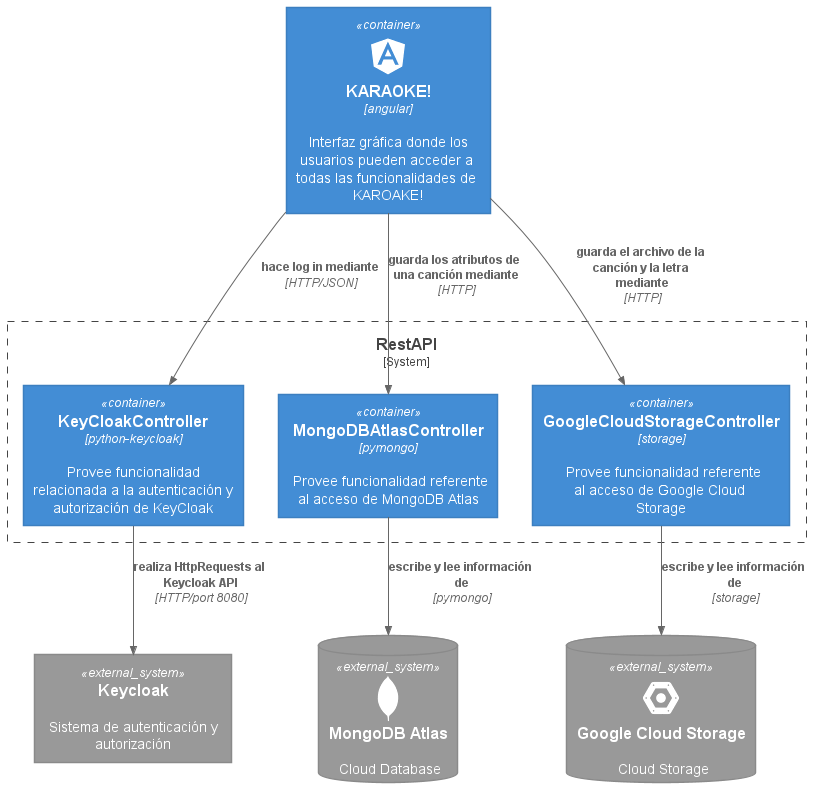 «container»
KARAOKE!
[angular]
Interfaz gráfica donde los
usuarios pueden acceder a
todas las funcionalidades de
KAROAKE!
hace log in mediante
[HTTP/JSON]
guarda los atributos de
una canción mediante
[HTTP]
guarda el archivo de la
canción y la letra
mediante
[HTTP]
RestAPI
[System]
«container»
KeyCloakController
[python-keycloak]
Provee funcionalidad
relacionada a la autenticación y
autorización de KeyCloak
«container»
MongoDBAtlasController
[pymongo]
Provee funcionalidad referente
al acceso de MongoDB Atlas
«container»
GoogleCloudStorageController
[storage]
Provee funcionalidad referente
al acceso de Google Cloud
Storage
realiza HttpRequests al
Keycloak API
[HTTP/port 8080]
escribe y lee información
de
[pymongo]
escribe y lee información
de
[storage]
«external_system»
Keycloak
Sistema de autenticación y
autorización
«external_system»
MongoDB Atlas
Cloud Database
«external_system»
Google Cloud Storage
Cloud Storage